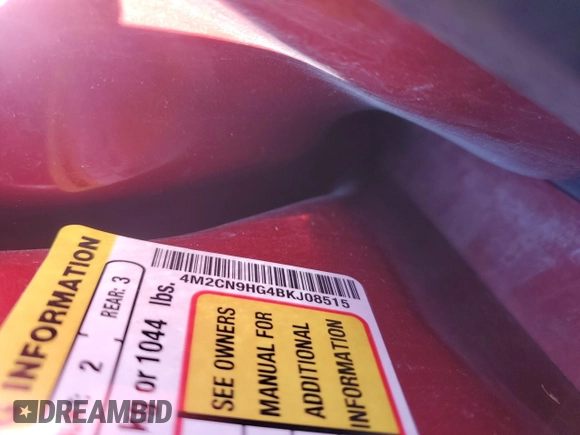 INFORMATION
2
REAR: 3
or 1044 lbs.
4M2CN9HG4BKJ08515
SEE OWNERS
MANUAL FOR
ADDITIONAL
INFORMATION
DREAMBID